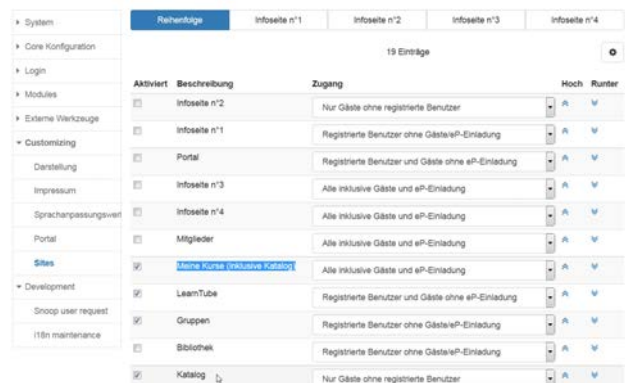 System
Core Konfiguration
Login
Modules
Externe Werkzeuge
Customizing
Darstellung
Impressum
Sprachanpassungswerk
Portal
Sites
Development
Snoop user request
i18n maintenance
Reihenfolge Infoseite n°1 Infoseite n°2 Infoseite n°3 Infoseite n°4
19 Einträge
Aktiviert Beschreibung Zugang Hoch Runter
Infoseite n°2 Nur Gäste ohne registrierte Benutzer
Infoseite n°1 Registrierte Benutzer ohne Gäste/eP-Einladung
Portal Registrierte Benutzer und Gäste ohne eP-Einladung
Infoseite n°3 Alle inklusive Gäste und eP-Einladung
Infoseite n°4 Alle inklusive Gäste und eP-Einladung
Mitglieder Alle inklusive Gäste und eP-Einladung
Meine Kurse (Inklusive Katalog) Alle inklusive Gäste und eP-Einladung
LearnTube Registrierte Benutzer und Gäste ohne eP-Einladung
Gruppen Registrierte Benutzer ohne Gäste/eP-Einladung
Bibliothek Registrierte Benutzer ohne Gäste/eP-Einladung
Katalog Nur Gäste ohne registrierte Benutzer